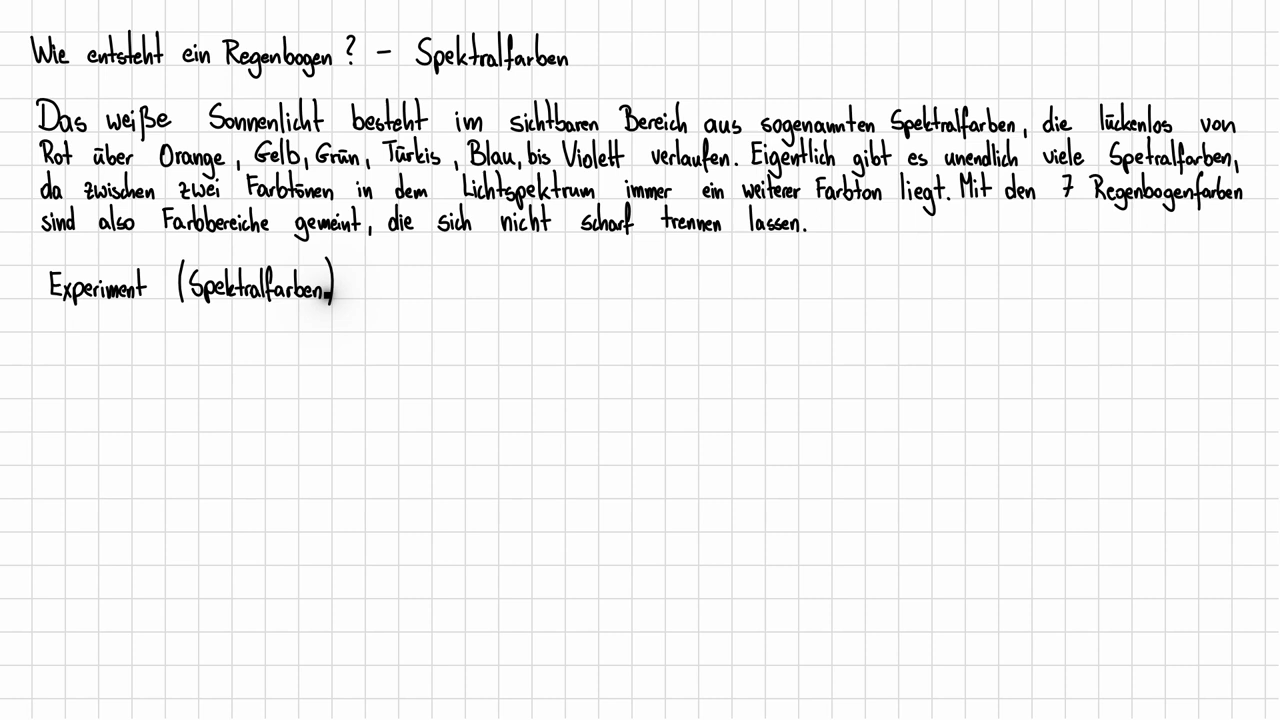 Wie entsteht ein Regenbogen? - Spektralfarben
Das weiße Sonnenlicht besteht im sichtbaren Bereich aus sogenannten Spektralfarben, die lückenlos von
Rot über Orange, Gelb, Grün, Türkis, Blau, bis Violett verlaufen. Eigentlich gibt es unendlich viele Spetralfarben,
da zwischen zwei Farbtönen in dem Lichtspektrum immer ein weiterer Farbton liegt. Mit den 7 Regenbogenfarben
sind also Farbbereiche gemeint, die sich nicht scharf trennen lassen.
Experiment (Spektralfarben)